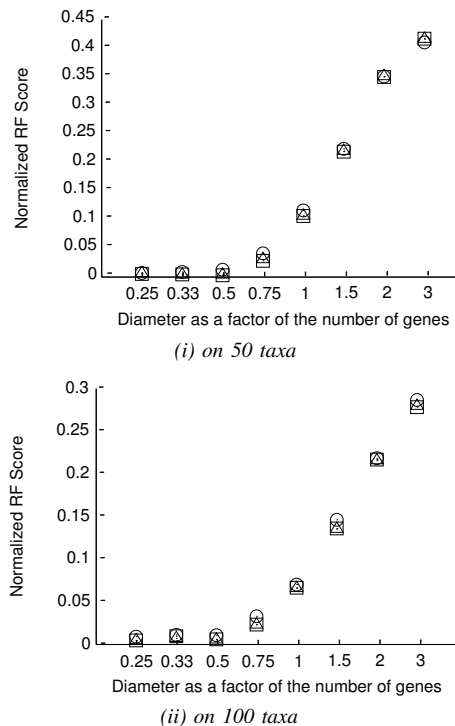 0.45
0.4
0.35
0.3
0.25
0.2
0.15
0.1
0.05
0
Normalized RF Score
0.25 0.33 0.5 0.75 1 1.5 2 3
Diameter as a factor of the number of genes
(i) on 50 taxa
0.3
0.25
0.2
0.15
0.1
0.05
0
Normalized RF Score
0.25 0.33 0.5 0.75 1 1.5 2 3
Diameter as a factor of the number of genes
(ii) on 100 taxa